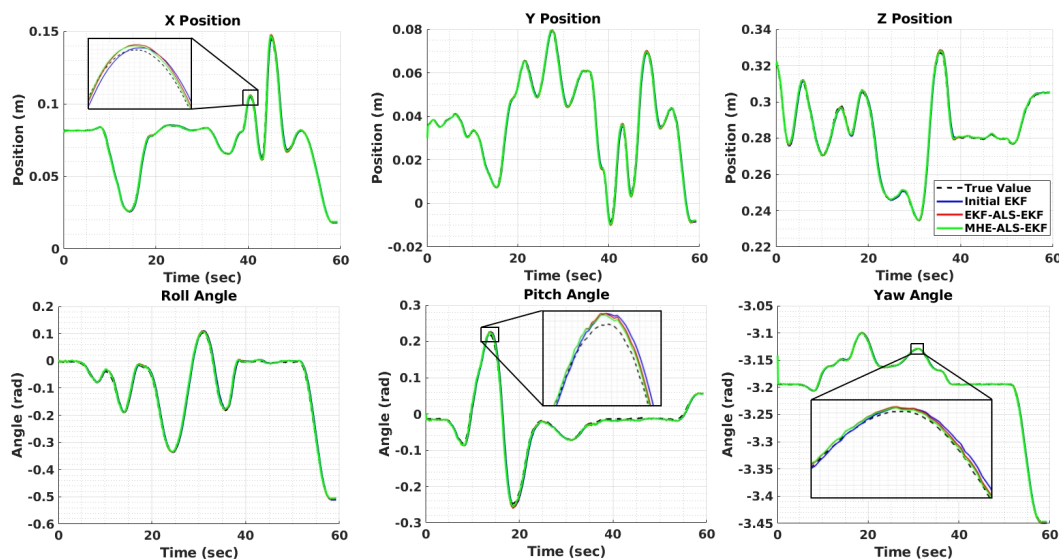 X Position
Y Position
Z Position
0.15
0.1
0.05
0
Position (m)
0 20 40 60
Time (sec)
0.08
0.06
0.04
0.02
0
-0.02
Position (m)
0 20 40 60
Time (sec)
0.34
0.32
0.3
0.28
0.26
0.24
0.22
Position (m)
0 20 40 60
Time (sec)
True Value
Initial EKF
EKF-ALS-EKF
MHE-ALS-EKF
Roll Angle
Pitch Angle
Yaw Angle
0.2
0.1
0
-0.1
-0.2
-0.3
-0.4
-0.5
-0.6
Angle (rad)
0 20 40 60
Time (sec)
0.3
0.2
0.1
0
-0.1
-0.2
-0.3
Angle (rad)
0 20 40 60
Time (sec)
-3.05
-3.1
-3.15
-3.2
-3.25
-3.3
-3.35
-3.4
-3.45
Angle (rad)
0 20 40 60
Time (sec)